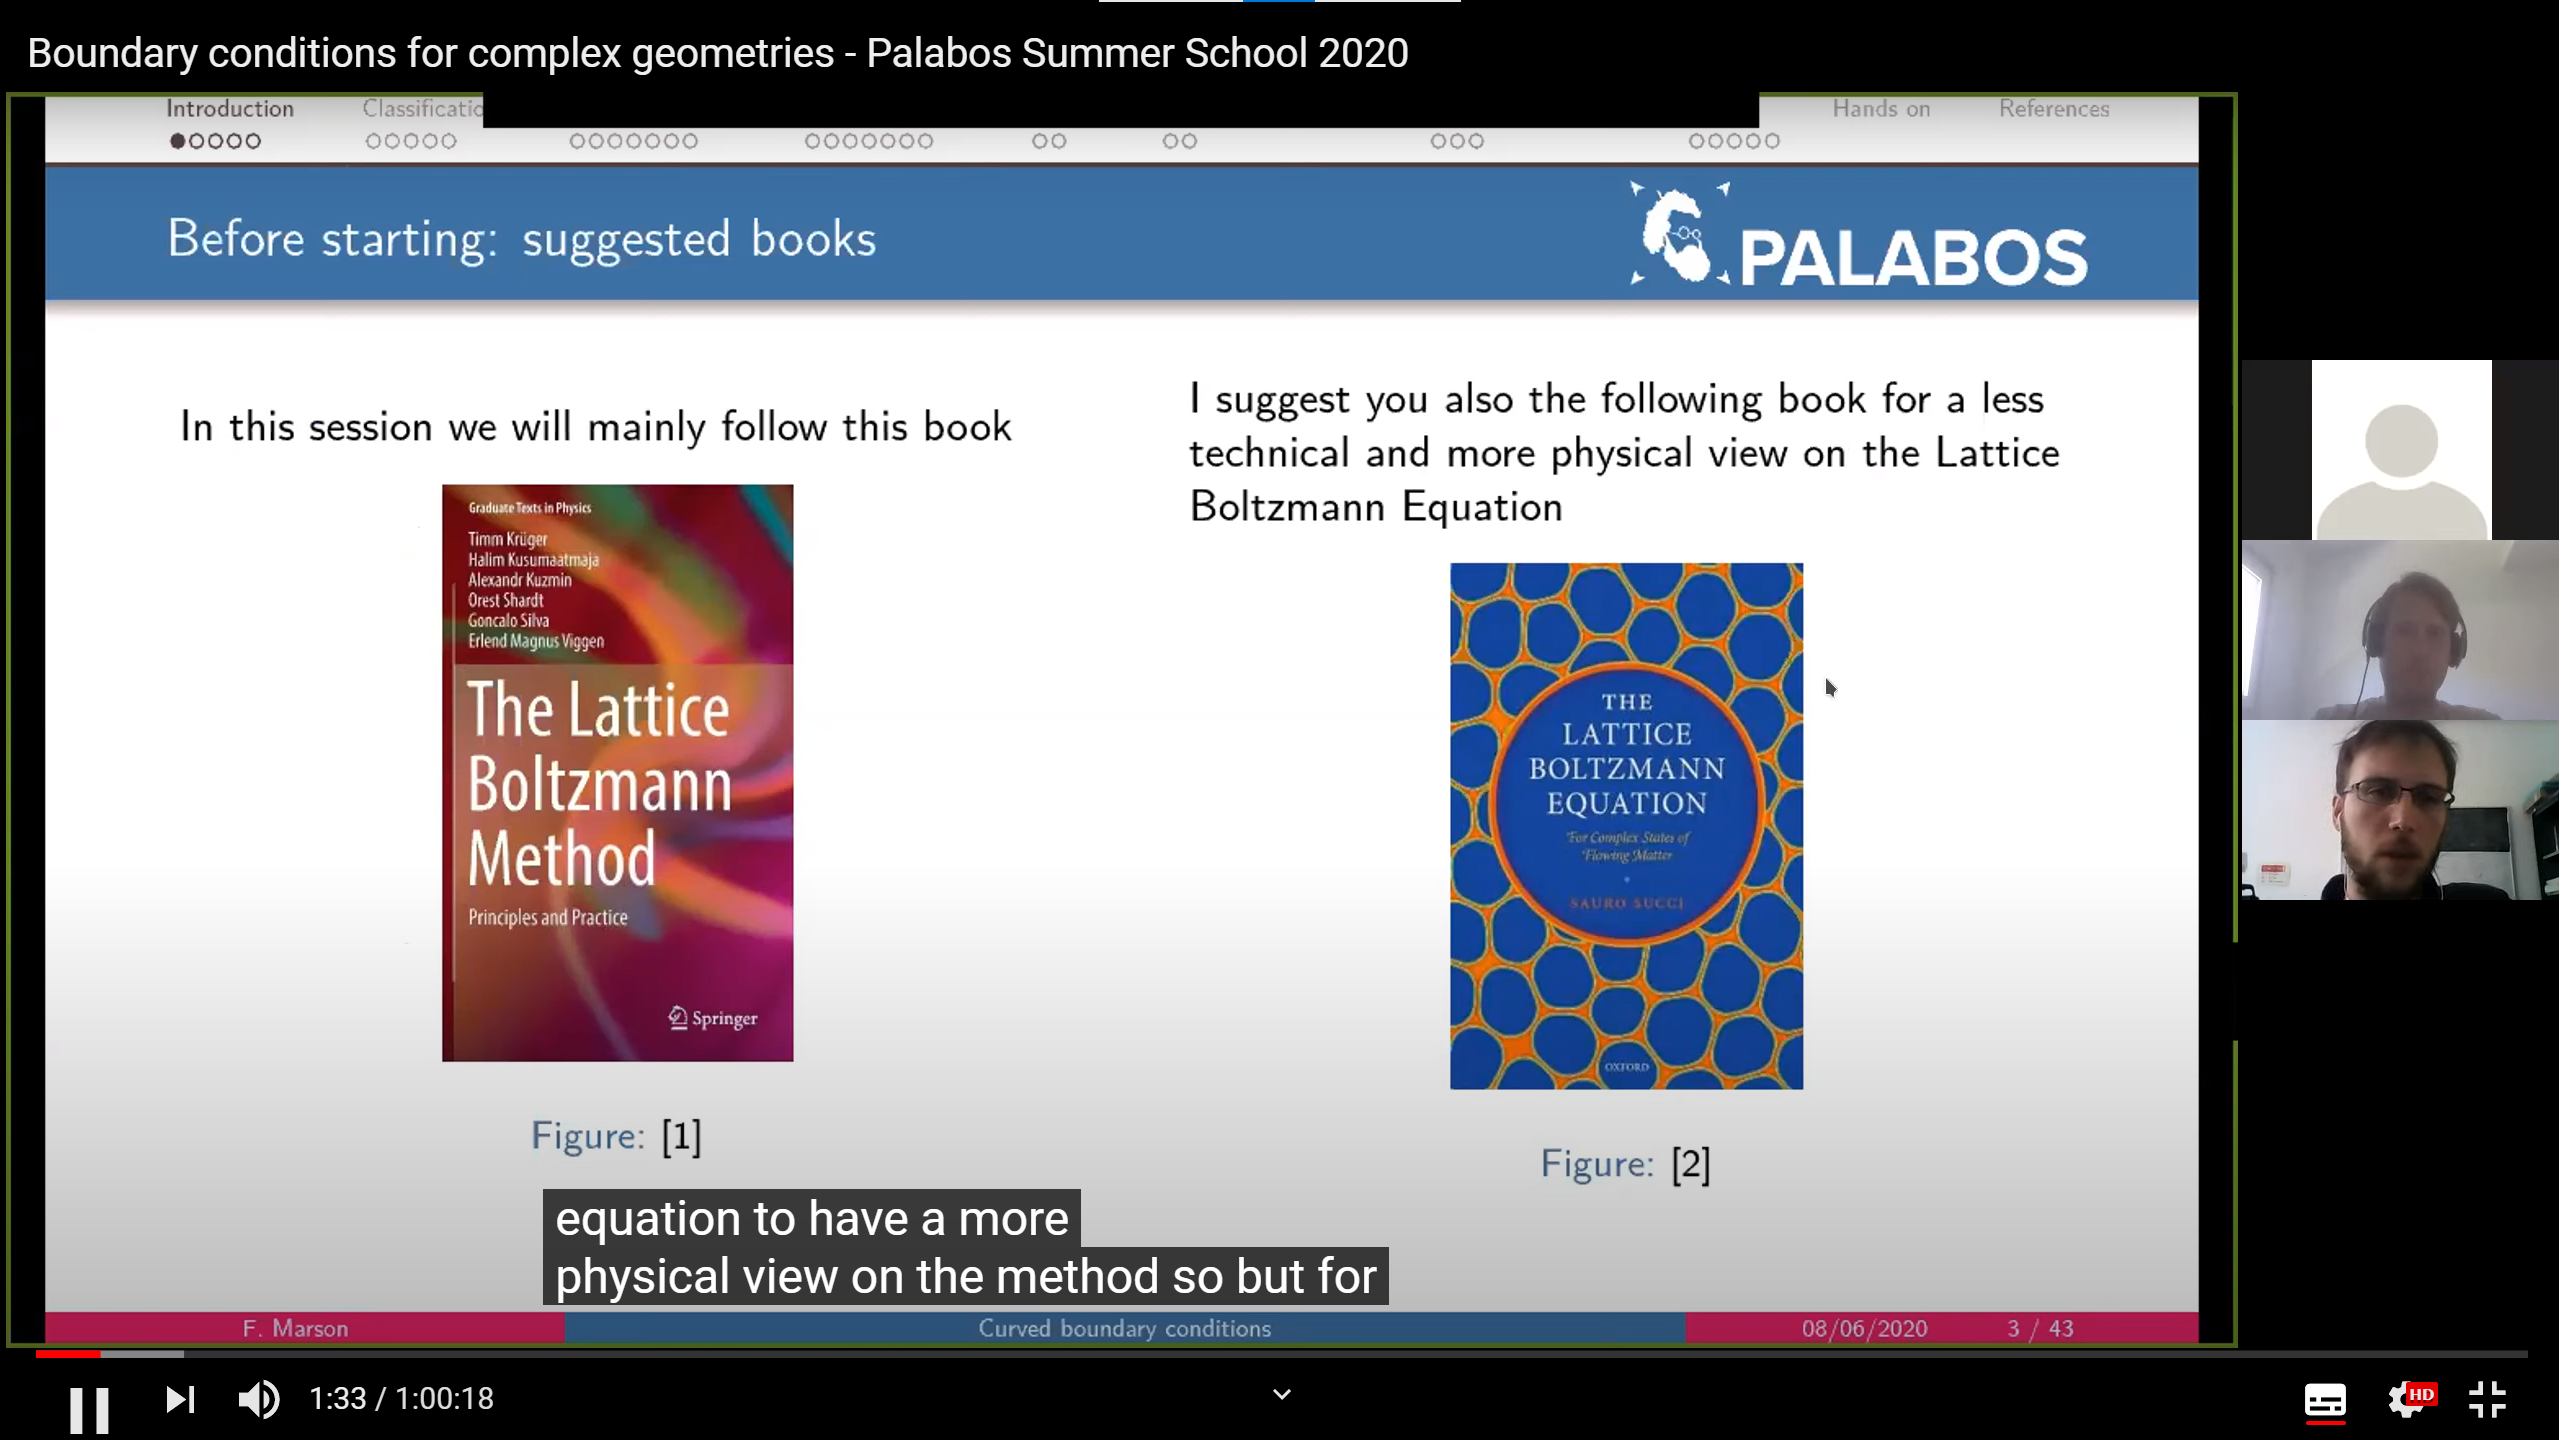 Boundary conditions for complex geometries - Palabos Summer School 2020
Introduction
Hands on
References
Before starting: suggested books
PALABOS
In this session we will mainly follow this book
Graduate Texts in Physics
Timm Krüger
Halim Kusumaatmaja
Alexandr Kuzmin
Orest Shardt
Goncalo Silva
Erlend Magnus Viggen
The Lattice
Boltzmann
Method
Principles and Practice
Springer
Figure: [1]
I suggest you also the following book for a less
technical and more physical view on the Lattice
Boltzmann Equation
THE
LATTICE
BOLTZMANN
EQUATION
For Complex States of
Flowing Matter
SAURO SUCCI
OXFORD
Figure: [2]
equation to have a more
physical view on the method so but for
F. Marson
Curved boundary conditions
08/06/2020
3 / 43
1:33 / 1:00:18
HD